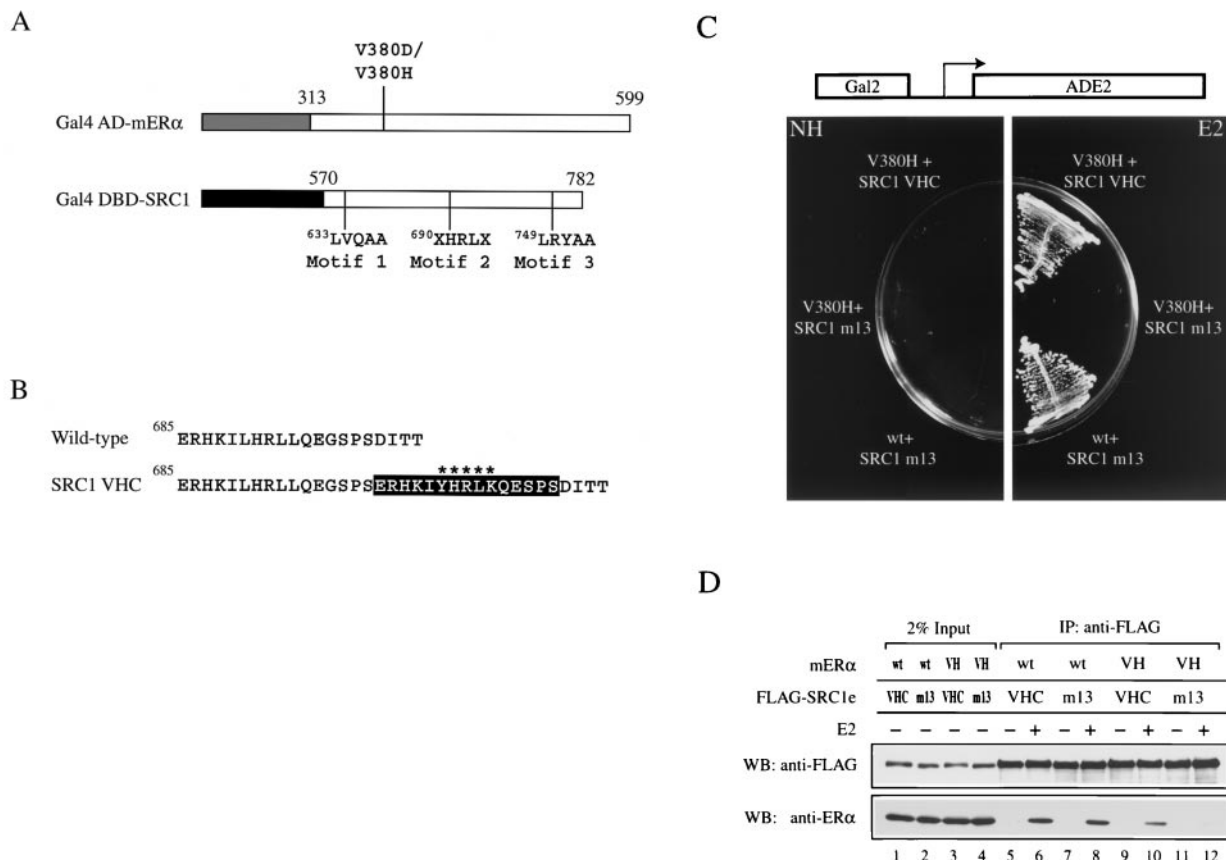 A
V380D/
V380H
313
599
Gal4 AD-mERα
570
782
Gal4 DBD-SRC1
633LVQAA
690XHRLX
749LRYAA
Motif 1
Motif 2
Motif 3
B
Wild-type 685 ERHKILHRLLQEGSPSDITT
*****
SRC1 VHC 685 ERHKILHRLLQEGSPSERHKIYHRLKQESPSDITT
C
Gal2
ADE2
NH
E2
V380H +
SRC1 VHC
V380H +
SRC1 VHC
V380H+
SRC1 m13
V380H+
SRC1 m13
wt+
SRC1 m13
wt+
SRC1 m13
D
2% Input
IP: anti-FLAG
mERα wt wt VH VH wt wt VH VH
FLAG-SRC1e VHC m13 VHC m13 VHC m13 VHC m13
E2 – – – – – + – + – + – +
WB: anti-FLAG
WB: anti-ERα
1 2 3 4 5 6 7 8 9 10 11 12